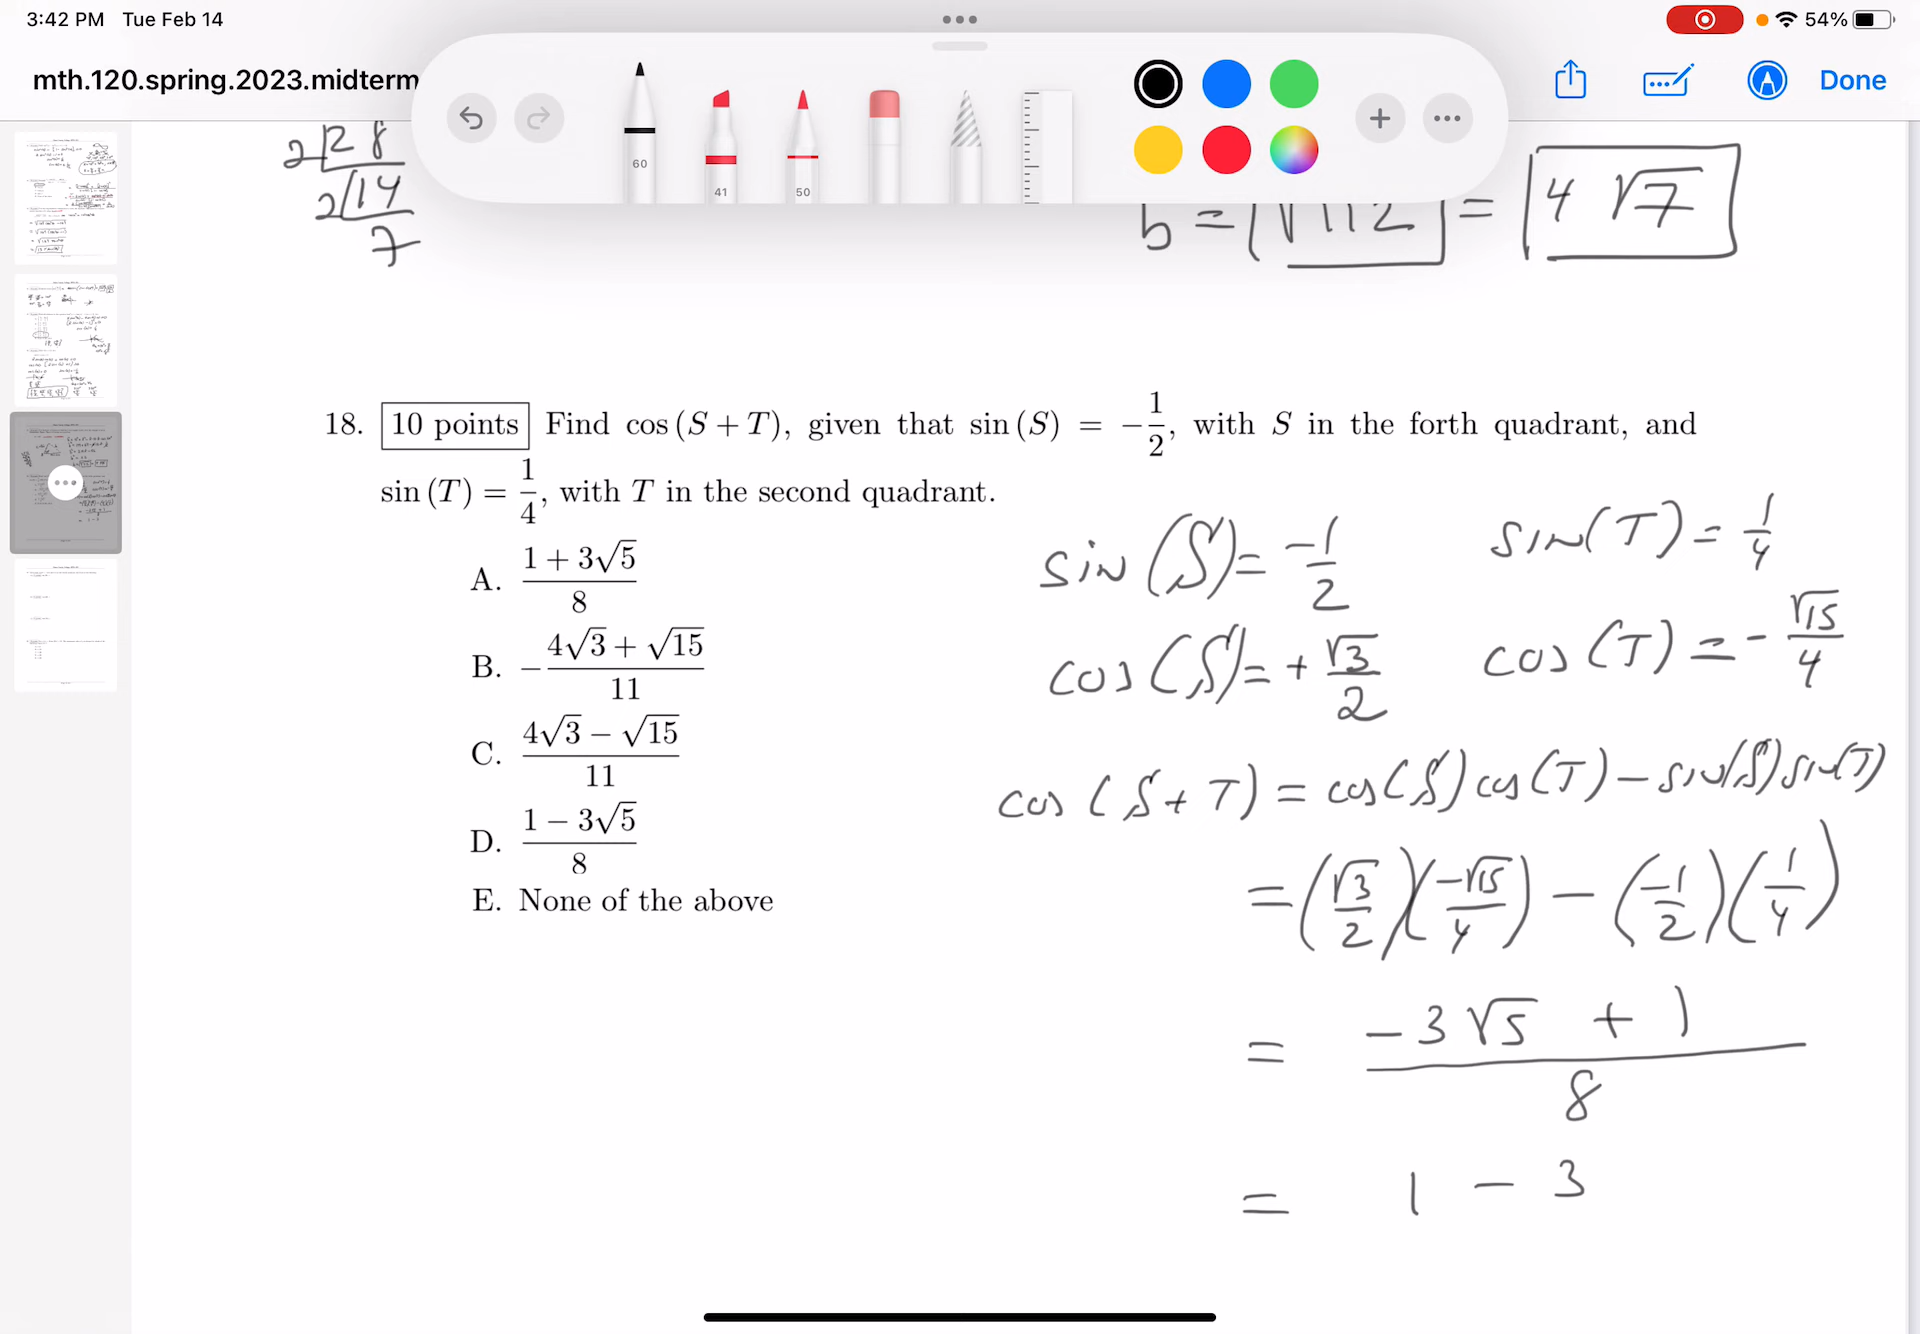 3:42 PM Tue Feb 14
54%
mth.120.spring.2023.midterm
60
41
50
Done
2 28
2 14
7
b = √112 = 4 √7
18. 10 points Find cos (S + T), given that sin (S) = −1/2, with S in the forth quadrant, and
sin (T) = 1/4, with T in the second quadrant.
A. (1 + 3√5)/8
B. −(4√3 + √15)/11
C. (4√3 − √15)/11
D. (1 − 3√5)/8
E. None of the above
sin (S) = −1/2
sin(T) = 1/4
cos (S) = + √3/2
cos (T) = − √15/4
cos (S + T) = cos(S) cos(T) − sin(S) sin(T)
= (√3/2)(−√15/4) − (−1/2)(1/4)
= (−3√5 + 1)/8
= 1 − 3